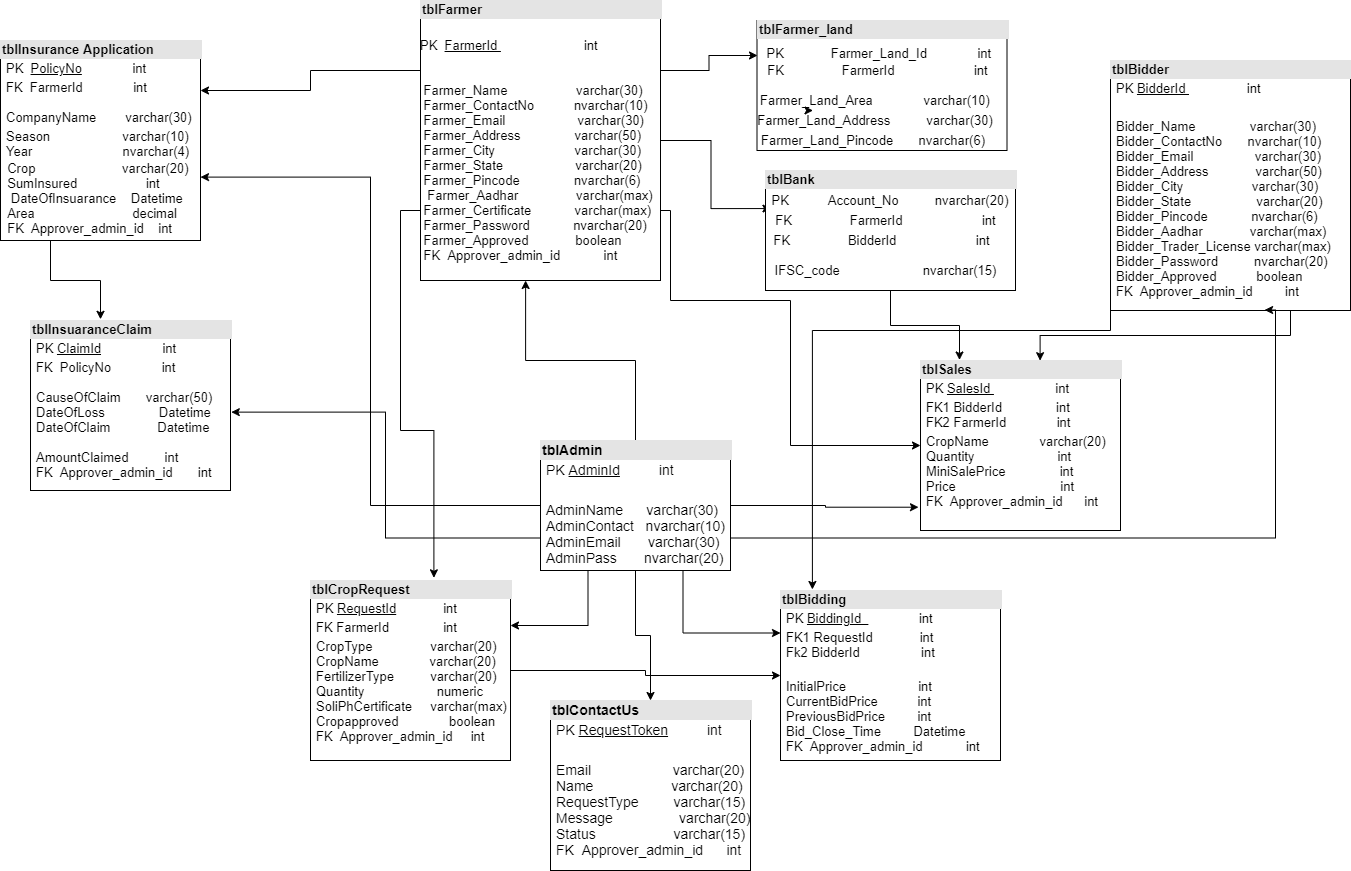 tblInsurance Application
PK PolicyNo int
FK FarmerId int
CompanyName varchar(30)
Season varchar(10)
Year nvarchar(4)
Crop varchar(20)
SumInsured int
DateOfInsuarance Datetime
Area decimal
FK Approver_admin_id int
tblFarmer
PK FarmerId int
Farmer_Name varchar(30)
Farmer_ContactNo nvarchar(10)
Farmer_Email varchar(30)
Farmer_Address varchar(50)
Farmer_City varchar(30)
Farmer_State varchar(20)
Farmer_Pincode nvarchar(6)
Farmer_Aadhar varchar(max)
Farmer_Certificate varchar(max)
Farmer_Password nvarchar(20)
Farmer_Approved boolean
FK Approver_admin_id int
tblFarmer_land
PK Farmer_Land_Id int
FK FarmerId int
Farmer_Land_Area varchar(10)
Farmer_Land_Address varchar(30)
Farmer_Land_Pincode nvarchar(6)
tblBank
PK Account_No nvarchar(20)
FK FarmerId int
FK BidderId int
IFSC_code nvarchar(15)
tblBidder
PK BidderId int
Bidder_Name varchar(30)
Bidder_ContactNo nvarchar(10)
Bidder_Email varchar(30)
Bidder_Address varchar(50)
Bidder_City varchar(30)
Bidder_State varchar(20)
Bidder_Pincode nvarchar(6)
Bidder_Aadhar varchar(max)
Bidder_Trader_License varchar(max)
Bidder_Password nvarchar(20)
Bidder_Approved boolean
FK Approver_admin_id int
tblInsuaranceClaim
PK ClaimId int
FK PolicyNo int
CauseOfClaim varchar(50)
DateOfLoss Datetime
DateOfClaim Datetime
AmountClaimed int
FK Approver_admin_id int
tblSales
PK SalesId int
FK1 BidderId int
FK2 FarmerId int
CropName varchar(20)
Quantity int
MiniSalePrice int
Price int
FK Approver_admin_id int
tblAdmin
PK AdminId int
AdminName varchar(30)
AdminContact nvarchar(10)
AdminEmail varchar(30)
AdminPass nvarchar(20)
tblCropRequest
PK RequestId int
FK FarmerId int
CropType varchar(20)
CropName varchar(20)
FertilizerType varchar(20)
Quantity numeric
SoliPhCertificate varchar(max)
Cropapproved boolean
FK Approver_admin_id int
tblBidding
PK BiddingId int
FK1 RequestId int
Fk2 BidderId int
InitialPrice int
CurrentBidPrice int
PreviousBidPrice int
Bid_Close_Time Datetime
FK Approver_admin_id int
tblContactUs
PK RequestToken int
Email varchar(20)
Name varchar(20)
RequestType varchar(15)
Message varchar(20)
Status varchar(15)
FK Approver_admin_id int